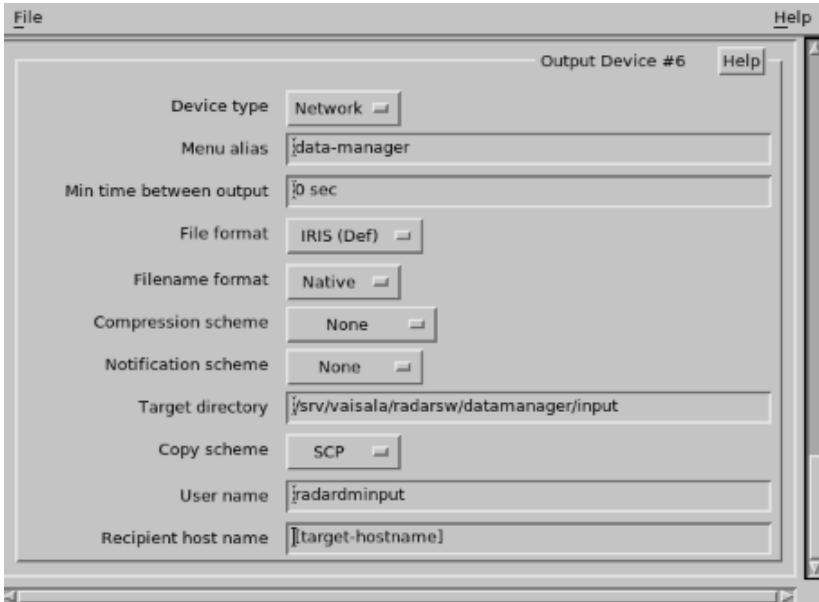 File Help
Output Device #6 Help
Device type Network
Menu alias data-manager
Min time between output 0 sec
File format IRIS (Def)
Filename format Native
Compression scheme None
Notification scheme None
Target directory /srv/vaisala/radarsw/datamanager/input
Copy scheme SCP
User name radardminput
Recipient host name [target-hostname]